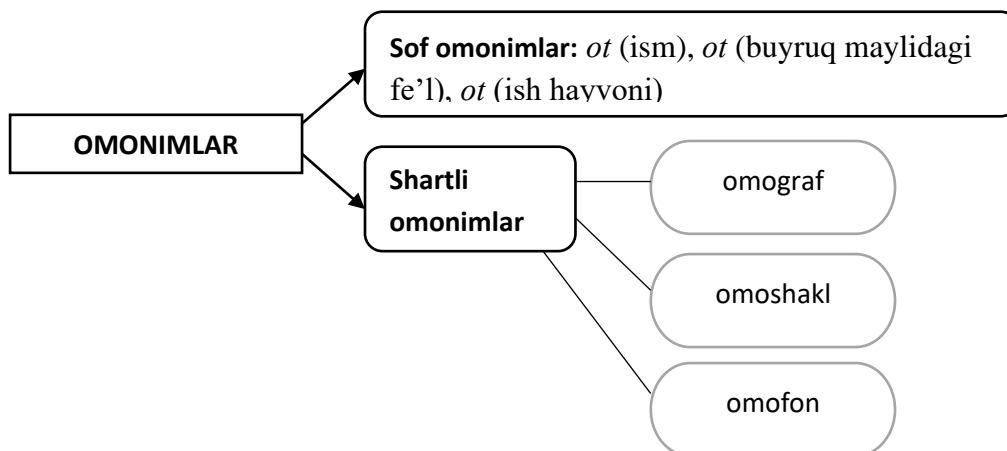 Sof omonimlar: ot (ism), ot (buyruq maylidagi
fe’l), ot (ish hayvoni)
OMONIMLAR
Shartli
omonimlar
omograf
omoshakl
omofon